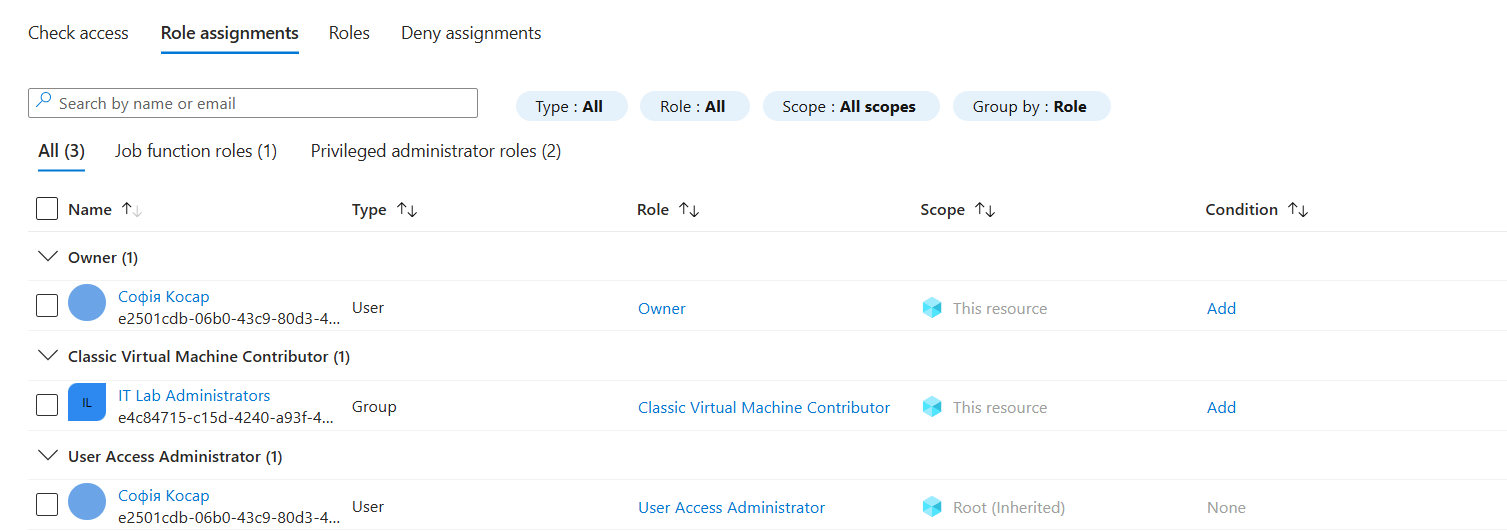 Check access Role assignments Roles Deny assignments
Search by name or email Type : All Role : All Scope : All scopes Group by : Role
All (3) Job function roles (1) Privileged administrator roles (2)
Name Type Role Scope Condition
Owner (1)
Софія Косар
e2501cdb-06b0-43c9-80d3-4... User Owner This resource Add
Classic Virtual Machine Contributor (1)
IL IT Lab Administrators
e4c84715-c15d-4240-a93f-4... Group Classic Virtual Machine Contributor This resource Add
User Access Administrator (1)
Софія Косар
e2501cdb-06b0-43c9-80d3-4... User User Access Administrator Root (Inherited) None